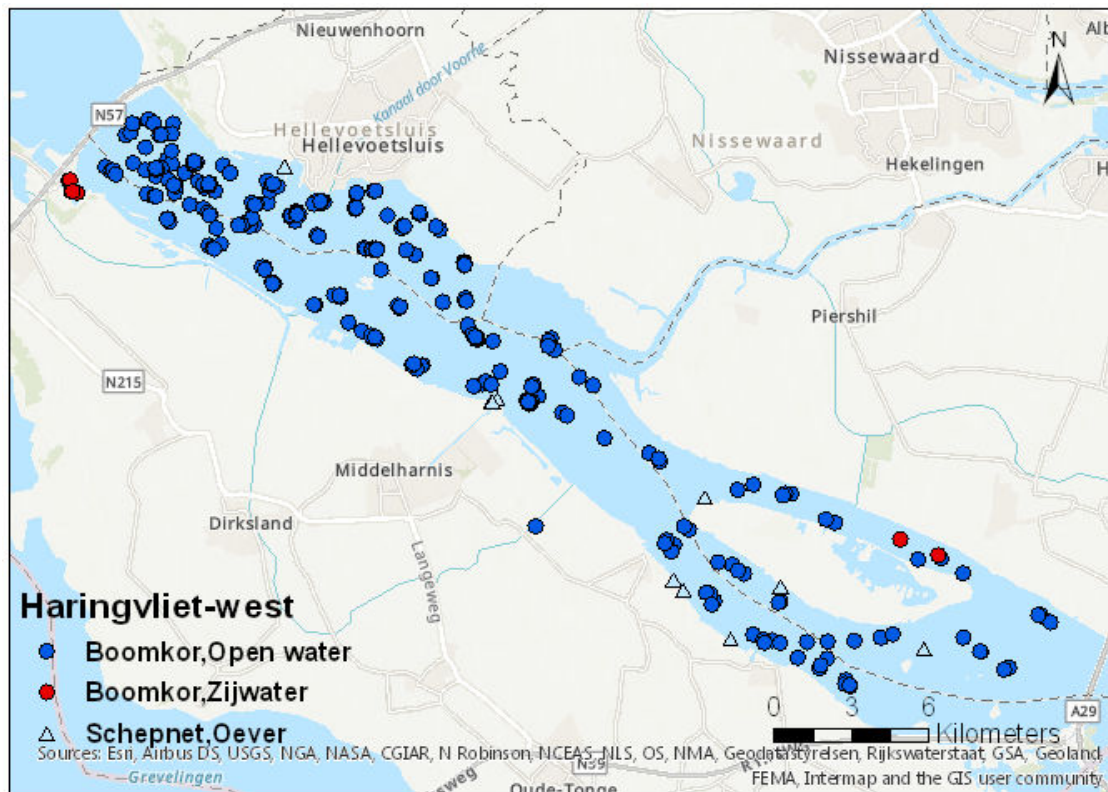 Nieuwenhoorn
Nissewaard
N
N57
Kanaal door Voorne
Hellevoetsluis
Hellevoetsluis
Nissewaard
Hekelingen
Piershil
N215
Middelharnis
Dirksland
Langeweg
Haringvliet-west
Boomkor,Open water
Boomkor,Zijwater
Schepnet,Oever
0 3 6
Kilometers
A29
Sources: Esri, Airbus DS, USGS, NGA, NASA, CGIAR, N Robinson, NCEAS, NLS, OS, NMA, Geodatastyrelsen, Rijkswaterstaat, GSA, Geoland,
FEMA, Intermap and the GIS user community
Grevelingen
N59
Oude-Tonge